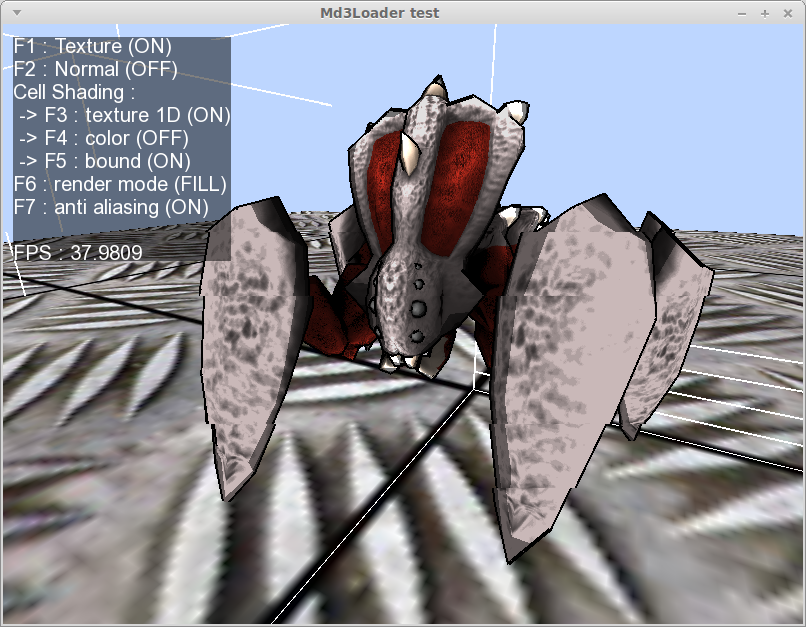 Md3Loader test
F1 : Texture (ON)
F2 : Normal (OFF)
Cell Shading :
-> F3 : texture 1D (ON)
-> F4 : color (OFF)
-> F5 : bound (ON)
F6 : render mode (FILL)
F7 : anti aliasing (ON)
FPS : 37.9809